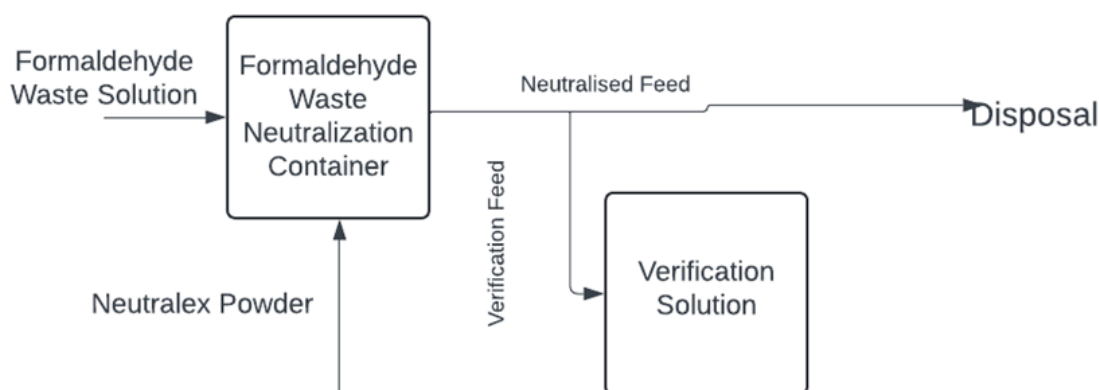 Formaldehyde
Waste Solution
Formaldehyde
Waste
Neutralization
Container
Neutralised Feed
Disposal
Verification Feed
Verification
Solution
Neutralex Powder